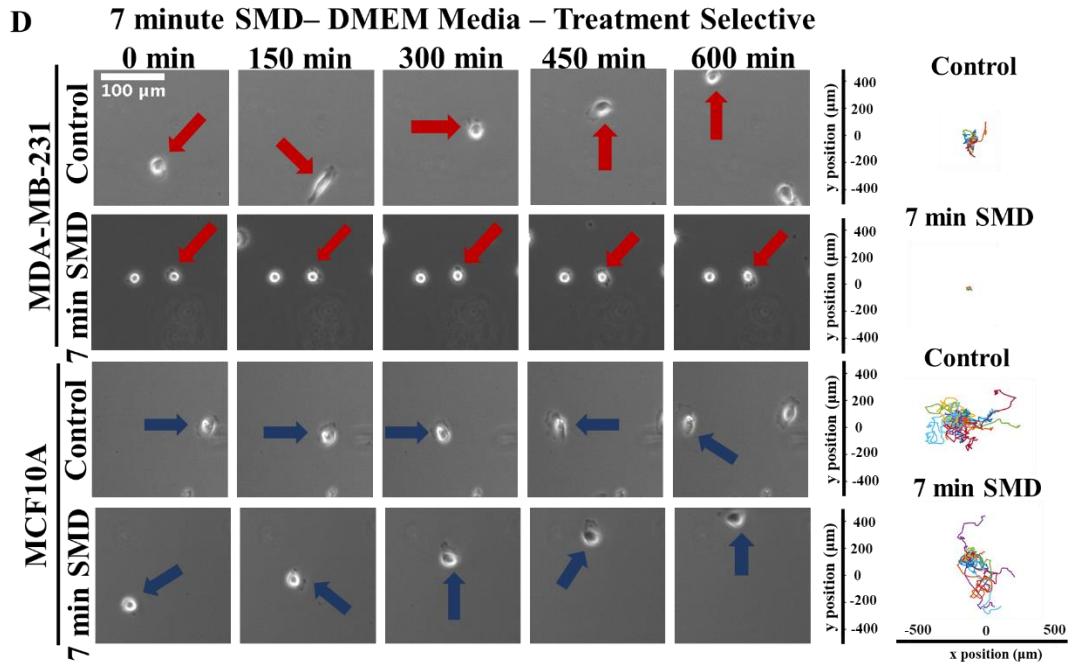 D
7 minute SMD– DMEM Media – Treatment Selective
0 min 150 min 300 min 450 min 600 min
100 µm
MDA-MB-231
Control
7 min SMD
MCF10A
Control
7 min SMD
Control
y position (µm)
400
200
0
-200
-400
7 min SMD
y position (µm)
400
200
0
-200
-400
Control
y position (µm)
400
200
0
-200
-400
7 min SMD
y position (µm)
400
200
0
-200
-400
-500 0 500
x position (µm)